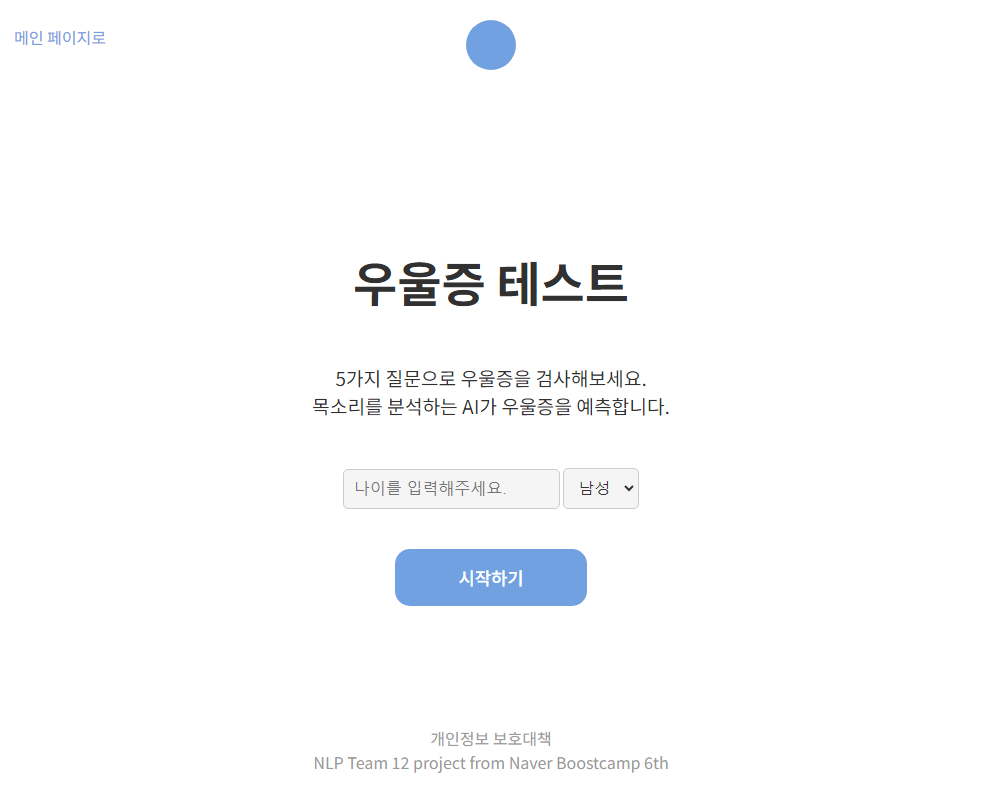 메인 페이지로
우울증 테스트
5가지 질문으로 우울증을 검사해보세요.
목소리를 분석하는 AI가 우울증을 예측합니다.
나이를 입력해주세요. 남성
시작하기
개인정보 보호대책
NLP Team 12 project from Naver Boostcamp 6th